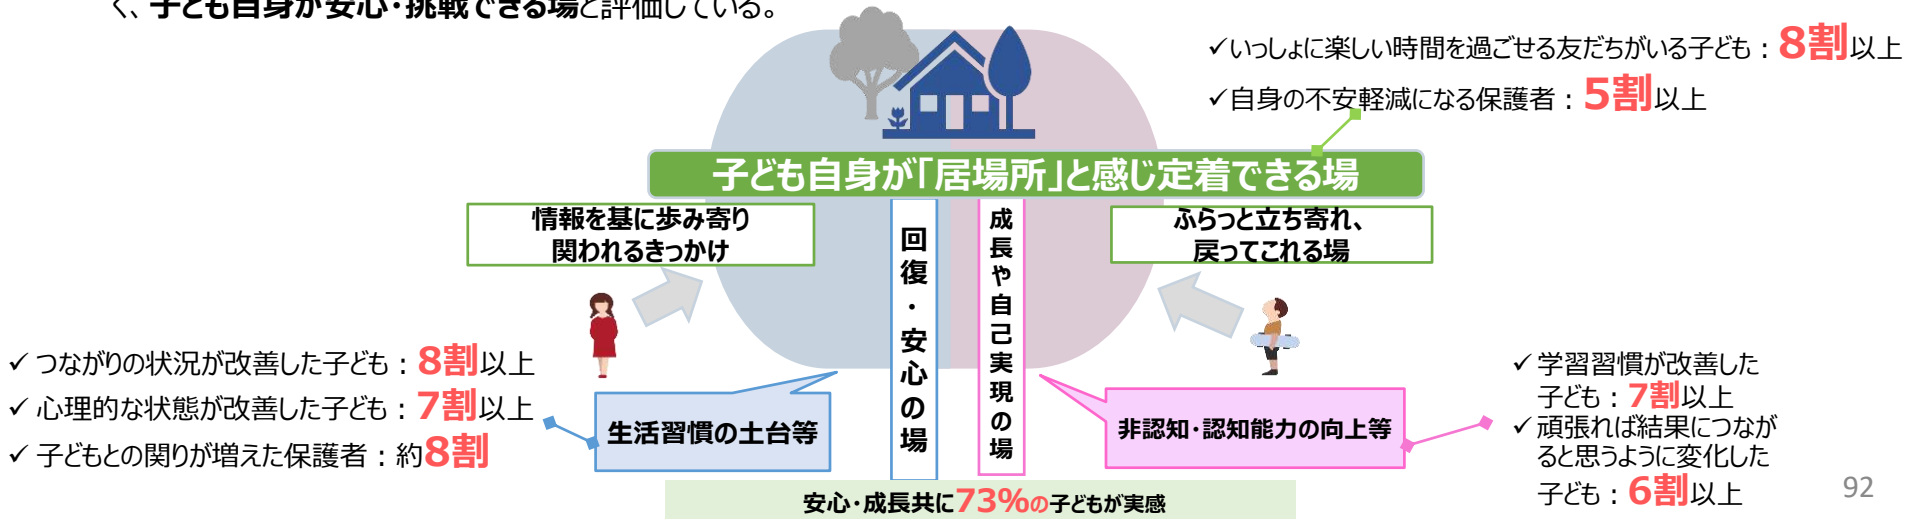 く、子ども自身が安心・挑戦できる場と評価している。
✓いっしょに楽しい時間を過ごせる友だちがいる子ども：8割以上
✓自身の不安軽減になる保護者：5割以上
子ども自身が「居場所」と感じ定着できる場
情報を基に歩み寄り
関われるきっかけ
回復・安心の場
成長や自己実現の場
ふらっと立ち寄れ、
戻ってこれる場
✓つながりの状況が改善した子ども：8割以上
✓心理的な状態が改善した子ども：7割以上
✓子どもとの関りが増えた保護者：約8割
生活習慣の土台等
非認知・認知能力の向上等
✓学習習慣が改善した
子ども：7割以上
✓頑張れば結果につなが
ると思うように変化した
子ども：6割以上
安心・成長共に73%の子どもが実感
92